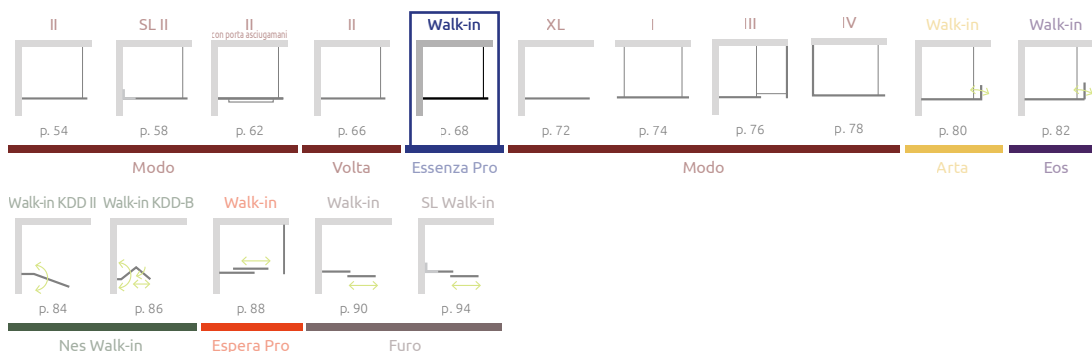 II SL II II II Walk-in XL I III IV Walk-in Walk-in
con porta asciugamani
p. 54 p. 58 p. 62 p. 66 p. 68 p. 72 p. 74 p. 76 p. 78 p. 80 p. 82
Modo Volta Essenza Pro Modo Arta Eos
Walk-in KDD II Walk-in KDD-B Walk-in Walk-in SL Walk-in
p. 84 p. 86 p. 88 p. 90 p. 94
Nes Walk-in Espera Pro Furo